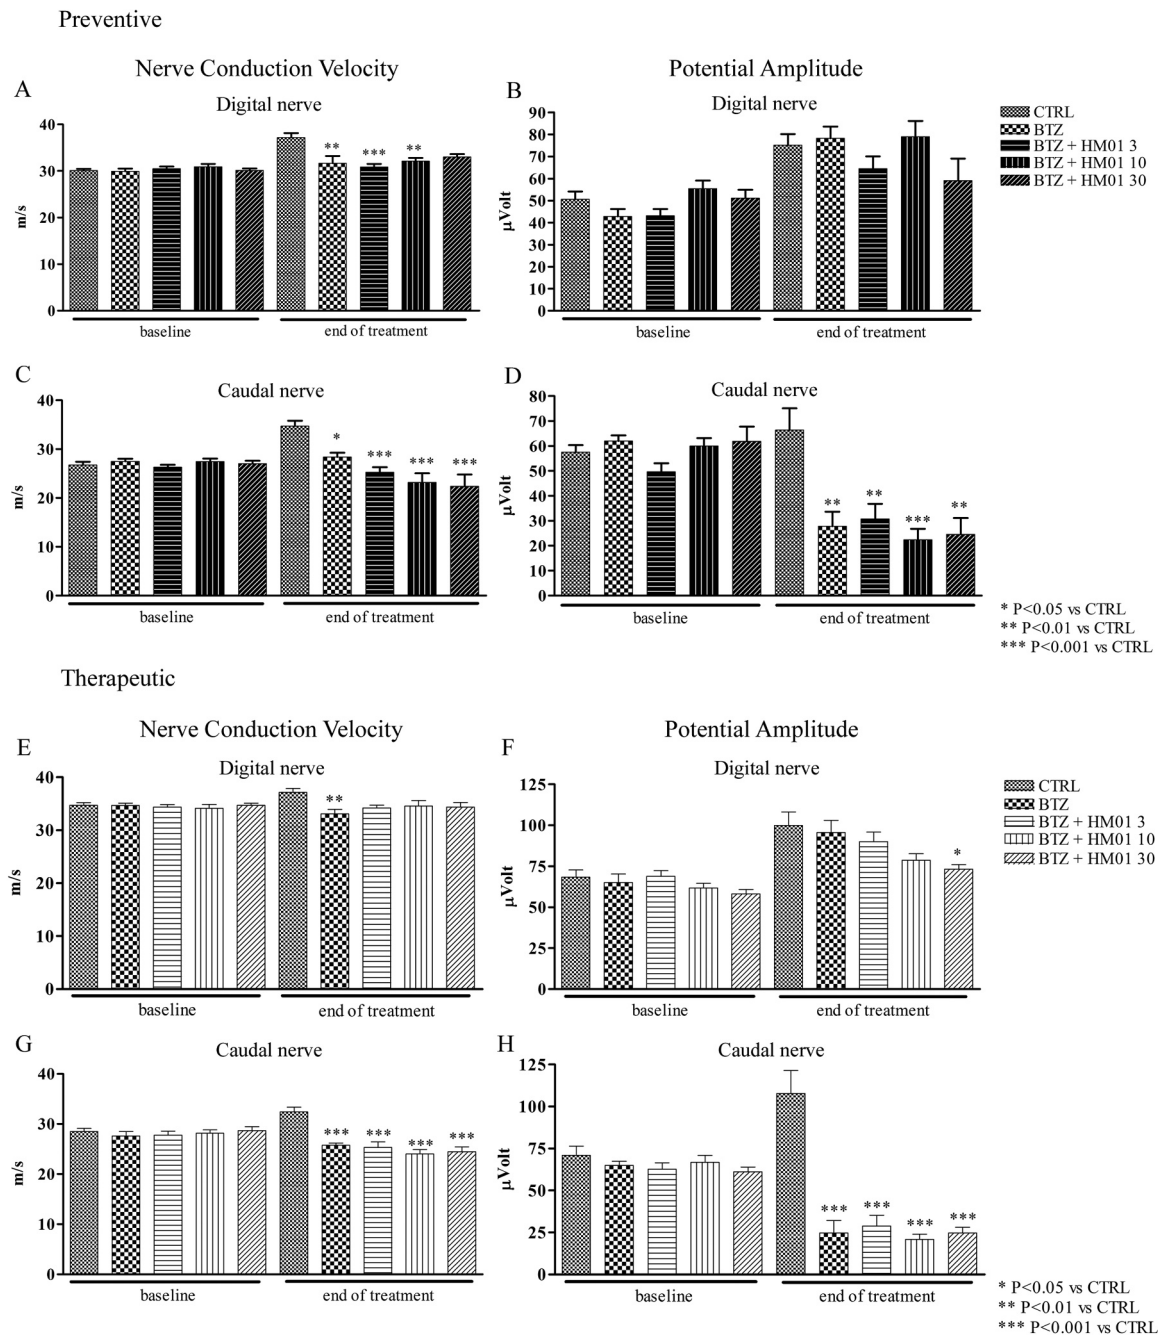 Preventive
Nerve Conduction Velocity
Potential Amplitude
A
Digital nerve
40
30
20
10
0
m/s
**
***
**
baseline
end of treatment
B
Digital nerve
90
80
70
60
50
40
30
20
10
0
µVolt
baseline
end of treatment
CTRL
BTZ
BTZ + HM01 3
BTZ + HM01 10
BTZ + HM01 30
C
Caudal nerve
40
30
20
10
0
m/s
*
***
***
***
baseline
end of treatment
D
Caudal nerve
80
70
60
50
40
30
20
10
0
µVolt
**
**
***
**
baseline
end of treatment
* P<0.05 vs CTRL
** P<0.01 vs CTRL
*** P<0.001 vs CTRL
Therapeutic
Nerve Conduction Velocity
Potential Amplitude
E
Digital nerve
40
30
20
10
0
m/s
**
baseline
end of treatment
F
Digital nerve
125
100
75
50
25
0
µVolt
*
baseline
end of treatment
CTRL
BTZ
BTZ + HM01 3
BTZ + HM01 10
BTZ + HM01 30
G
Caudal nerve
40
30
20
10
0
m/s
***
***
***
***
baseline
end of treatment
H
Caudal nerve
125
100
75
50
25
0
µVolt
***
***
***
***
baseline
end of treatment
* P<0.05 vs CTRL
** P<0.01 vs CTRL
*** P<0.001 vs CTRL